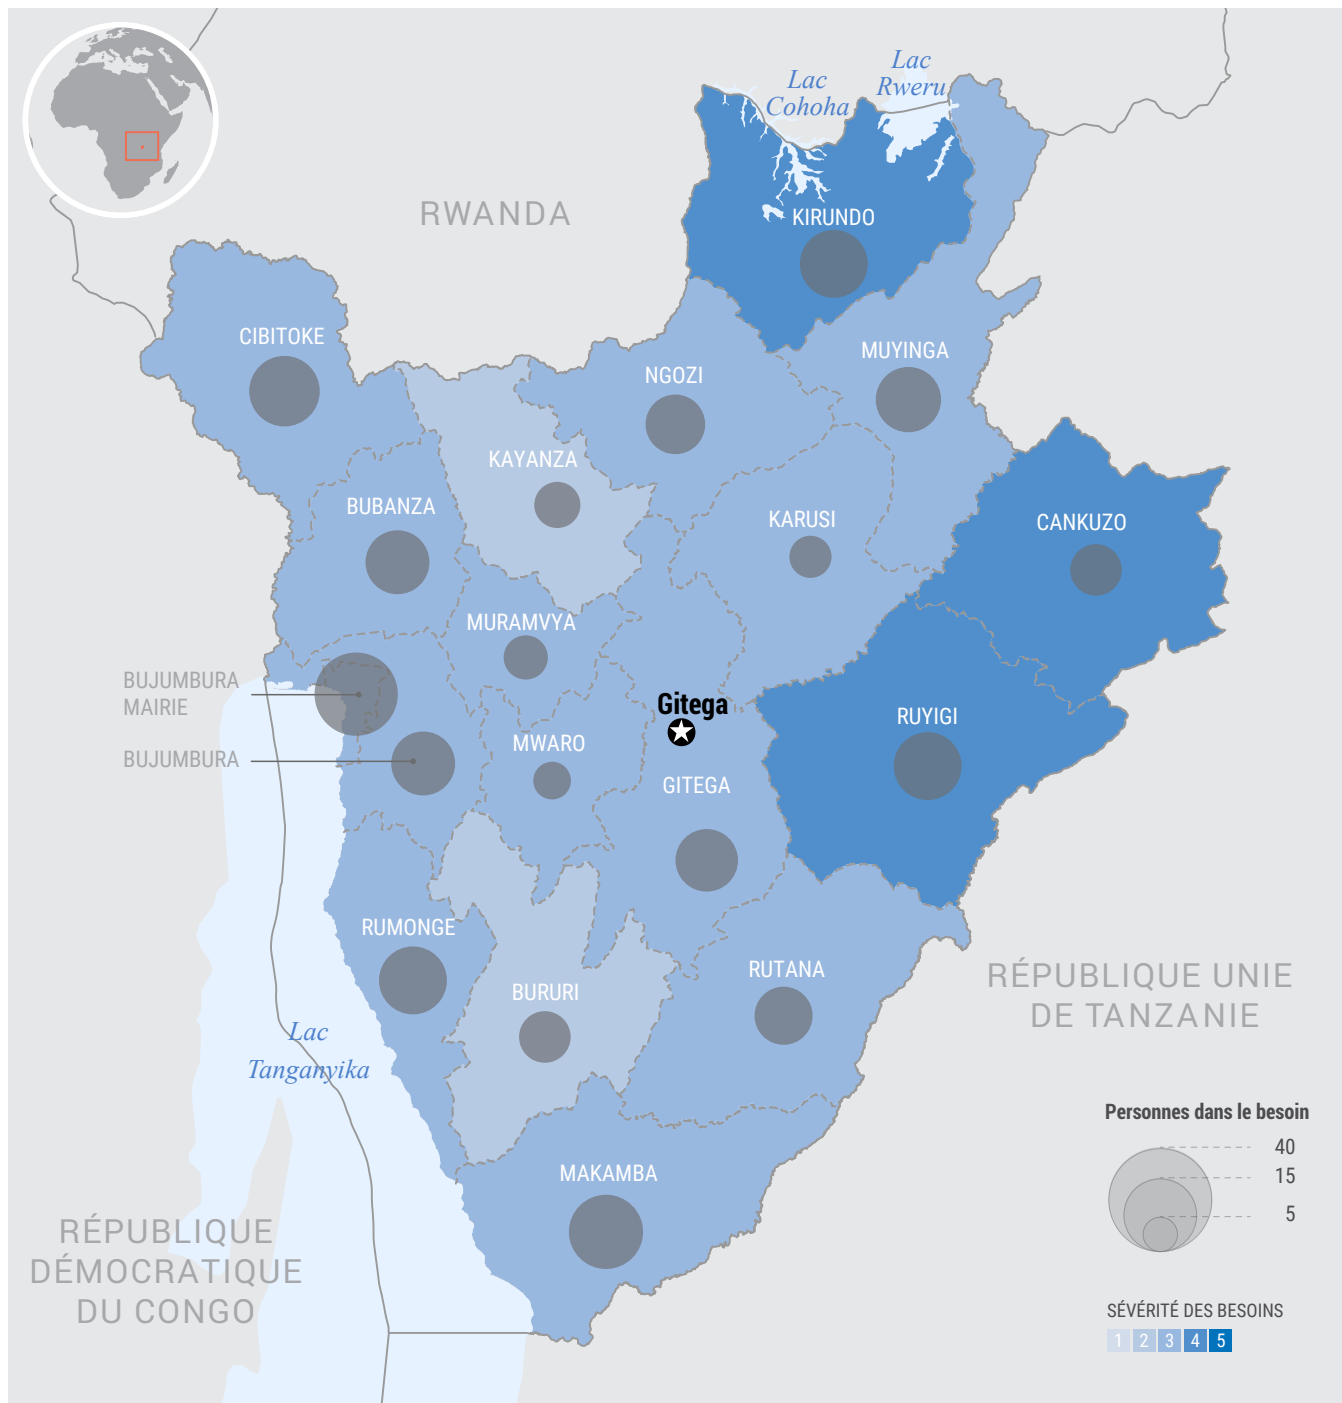 Lac
Rweru
Lac
Cohoha
RWANDA
KIRUNDO
CIBITOKE
MUYINGA
NGOZI
KAYANZA
BUBANZA
KARUSI
CANKUZO
MURAMVYA
BUJUMBURA
MAIRIE
Gitega
RUYIGI
MWARO
BUJUMBURA
GITEGA
RUMONGE
RUTANA
BURURI
RÉPUBLIQUE UNIE
DE TANZANIE
Lac
Tanganyika
Personnes dans le besoin
40
15
5
MAKAMBA
RÉPUBLIQUE
DÉMOCRATIQUE
DU CONGO
SÉVÉRITÉ DES BESOINS
1 2 3 4 5